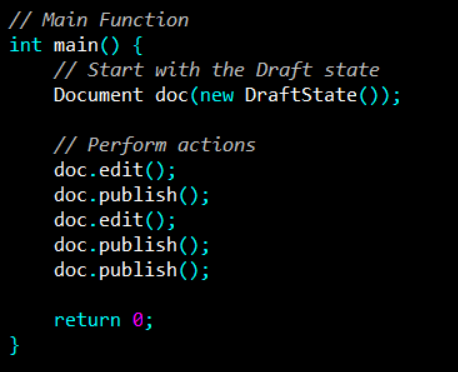 // Main Function
int main() {
    // Start with the Draft state
    Document doc(new DraftState());

    // Perform actions
    doc.edit();
    doc.publish();
    doc.edit();
    doc.publish();
    doc.publish();

    return 0;
}